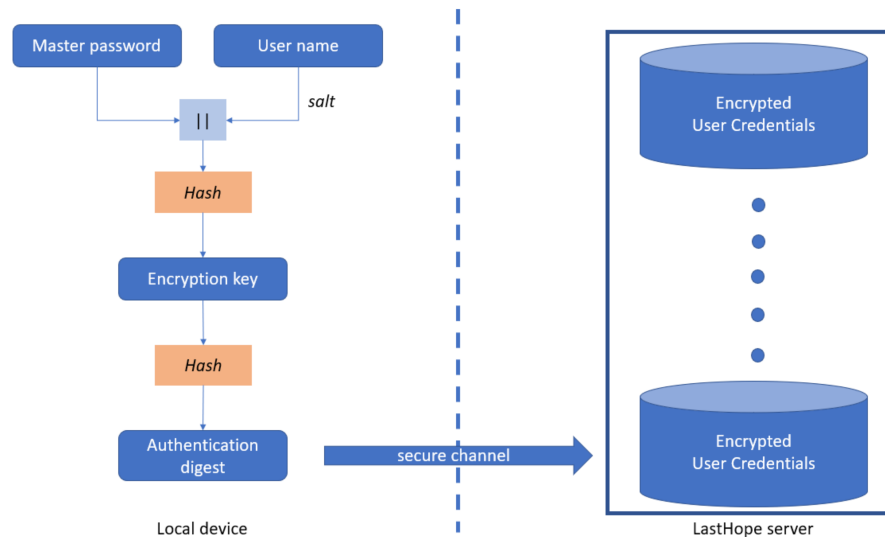 Master password
User name
salt
||
Hash
Encryption key
Hash
Authentication
digest
Local device
secure channel
Encrypted
User Credentials
Encrypted
User Credentials
LastHope server